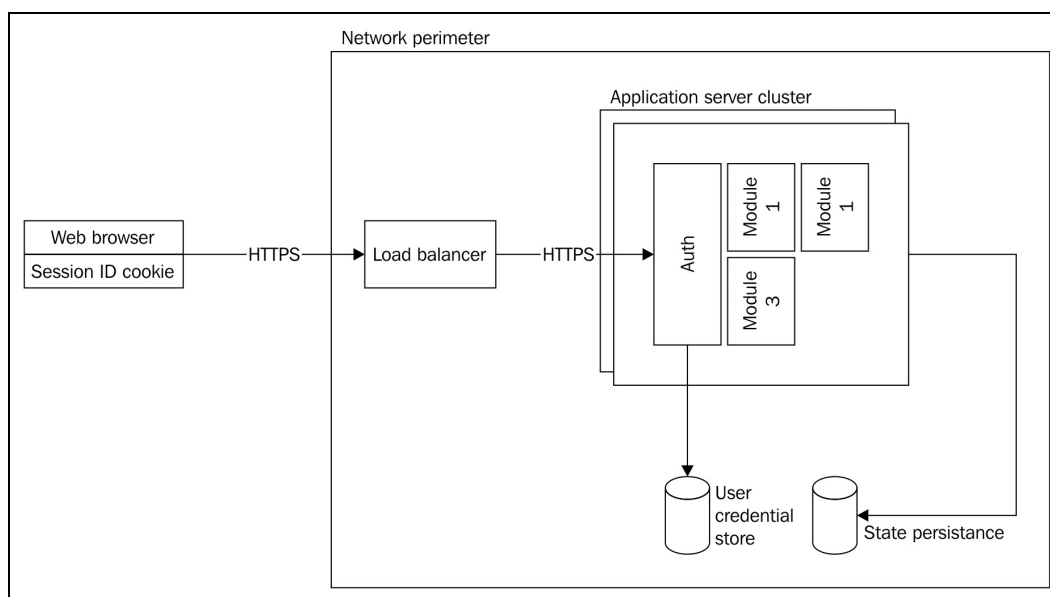 Network perimeter
Application server cluster
Web browser
Session ID cookie
HTTPS
Load balancer
HTTPS
Auth
Module
1
Module
1
Module
3
User
credential
store
State persistance